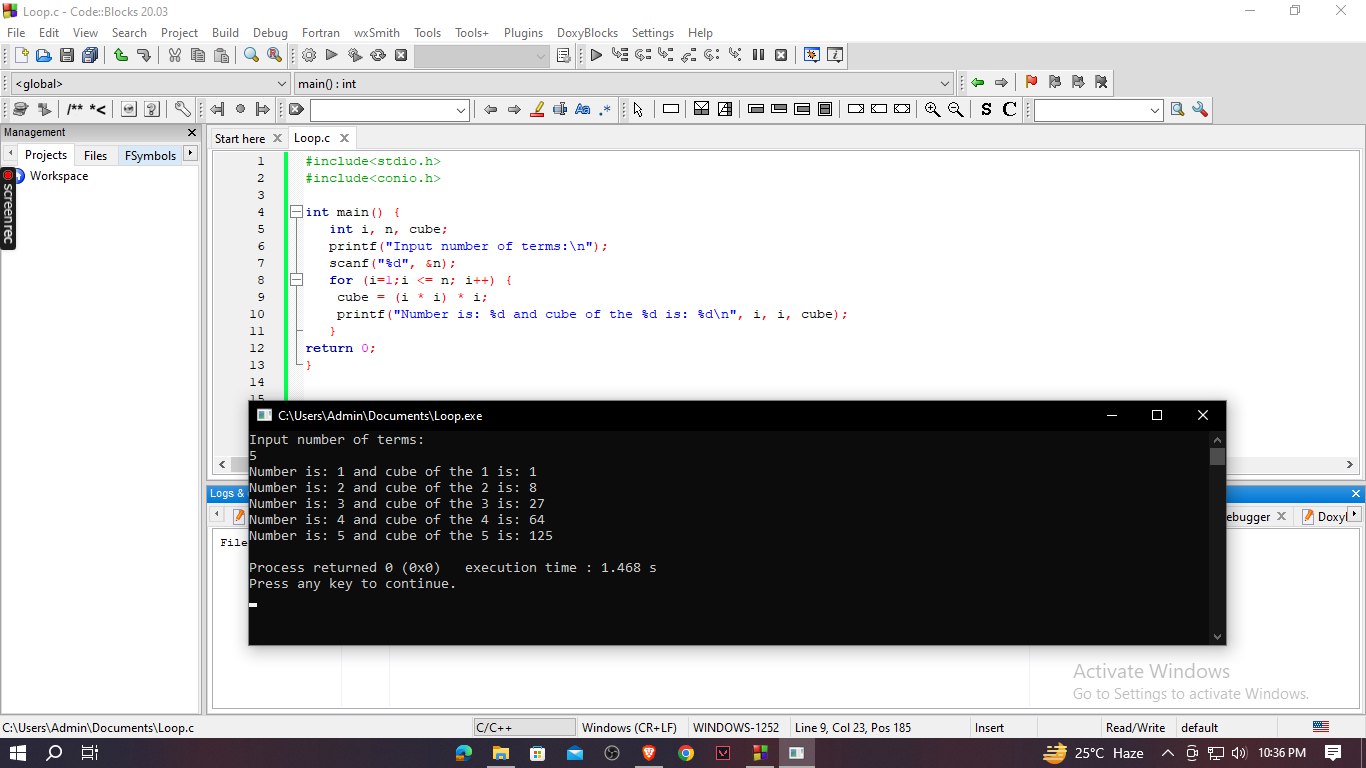 Loop.c - Code::Blocks 20.03
File Edit View Search Project Build Debug Fortran wxSmith Tools Tools+ Plugins DoxyBlocks Settings Help
<global> main() : int
/** *< Aa .* S C
Management
Start here Loop.c
Projects Files FSymbols
Workspace
screenrec
1 #include<stdio.h>
2 #include<conio.h>
3
4 int main() {
5 int i, n, cube;
6 printf("Input number of terms:\n");
7 scanf("%d", &n);
8 for (i=1;i <= n; i++) {
9 cube = (i * i) * i;
10 printf("Number is: %d and cube of the %d is: %d\n", i, i, cube);
11 }
12 return 0;
13 }
14
15
C:\Users\Admin\Documents\Loop.exe
Input number of terms:
5
Number is: 1 and cube of the 1 is: 1
Number is: 2 and cube of the 2 is: 8
Number is: 3 and cube of the 3 is: 27
Number is: 4 and cube of the 4 is: 64
Number is: 5 and cube of the 5 is: 125
Process returned 0 (0x0) execution time : 1.468 s
Press any key to continue.
Logs &
ebugger Doxyl
File
Activate Windows
Go to Settings to activate Windows.
C:\Users\Admin\Documents\Loop.c C/C++ Windows (CR+LF) WINDOWS-1252 Line 9, Col 23, Pos 185 Insert Read/Write default
25°C Haze 10:36 PM